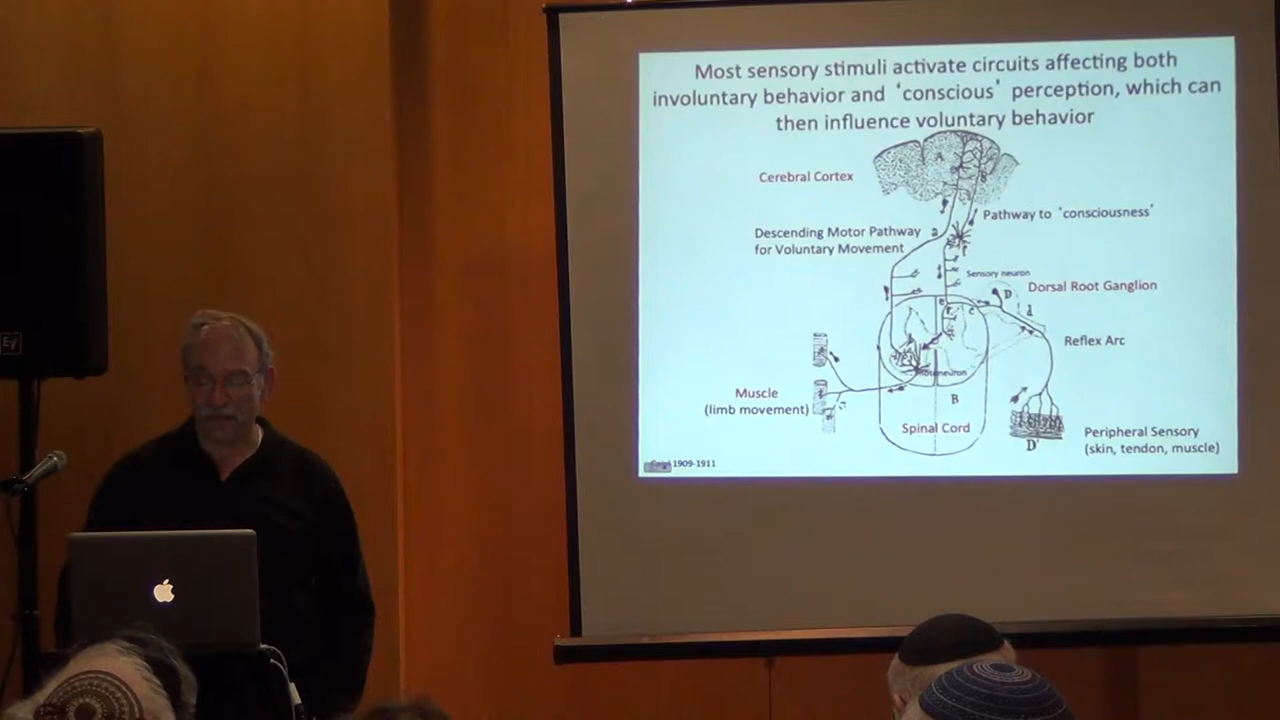 Most sensory stimuli activate circuits affecting both
involuntary behavior and 'conscious' perception, which can
then influence voluntary behavior
A
B
Cerebral Cortex
Pathway to 'consciousness'
Descending Motor Pathway
for Voluntary Movement
a
f
Sensory neuron
D
Dorsal Root Ganglion
e
c
d
Reflex Arc
B
Muscle
(limb movement)
Spinal Cord
D'
Peripheral Sensory
(skin, tendon, muscle)
1909-1911
EV